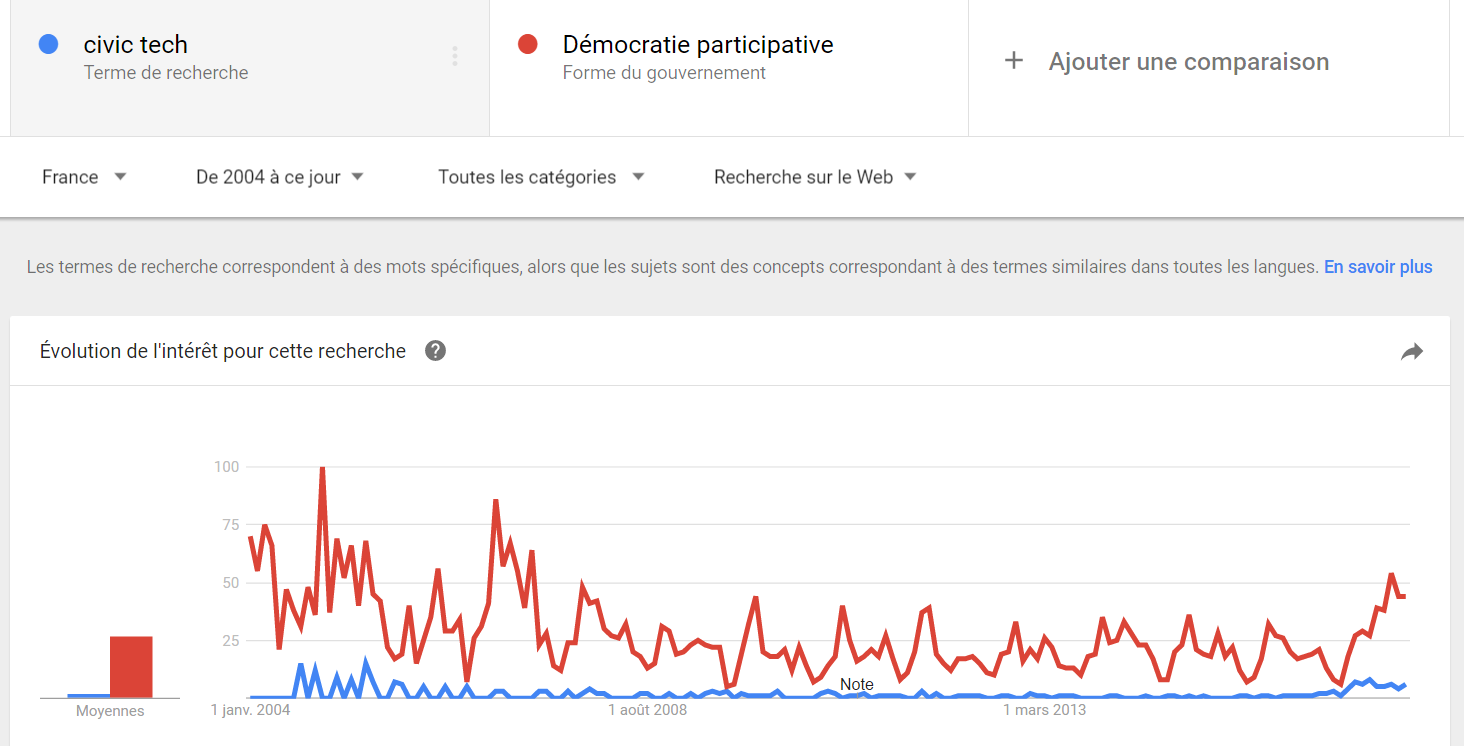 civic tech
Terme de recherche
Démocratie participative
Forme du gouvernement
+ Ajouter une comparaison
France
De 2004 à ce jour
Toutes les catégories
Recherche sur le Web
Les termes de recherche correspondent à des mots spécifiques, alors que les sujets sont des concepts correspondant à des termes similaires dans toutes les langues. En savoir plus
Évolution de l'intérêt pour cette recherche ?
100
75
50
25
Note
Moyennes
1 janv. 2004
1 août 2008
1 mars 2013